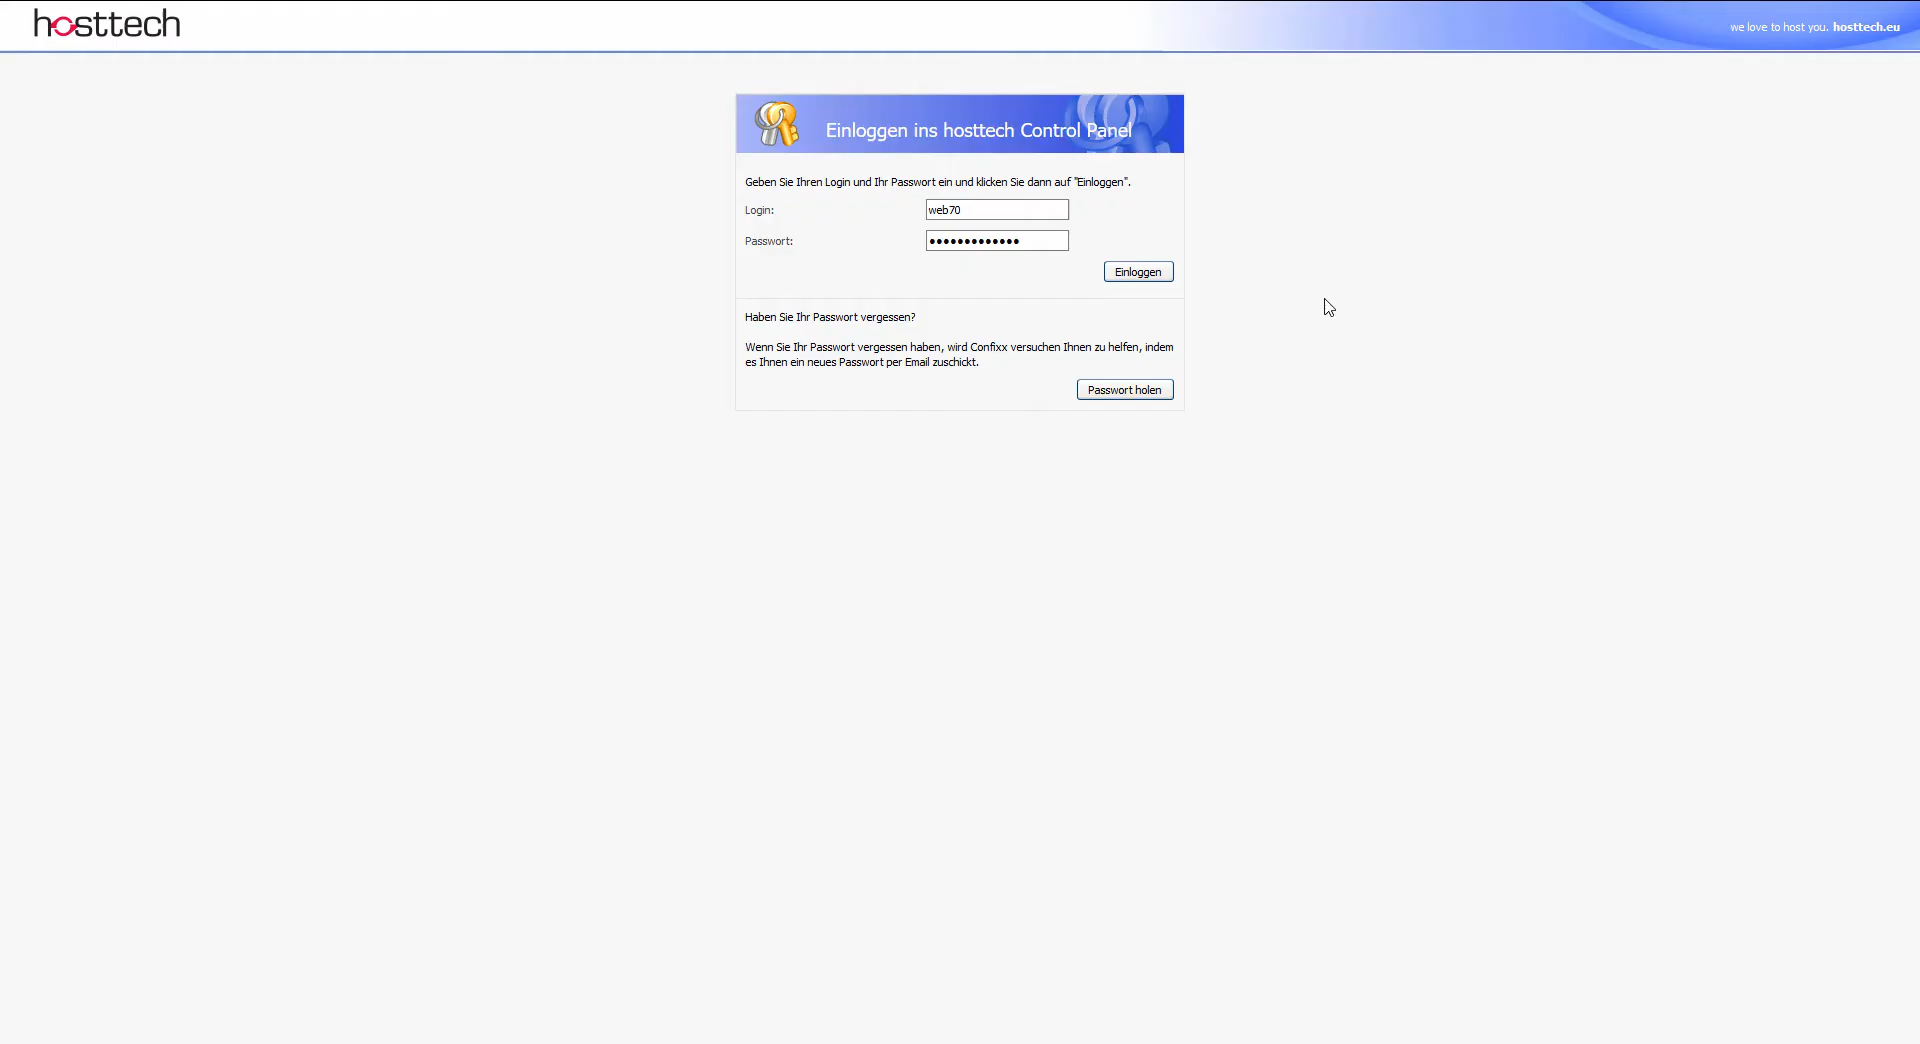 hosttech
we love to host you. hosttech.eu
Einloggen ins hosttech Control Panel
Geben Sie Ihren Login und Ihr Passwort ein und klicken Sie dann auf "Einloggen".
Login: web70
Passwort: •••••••••••••
Einloggen
Haben Sie Ihr Passwort vergessen?
Wenn Sie Ihr Passwort vergessen haben, wird Confixx versuchen Ihnen zu helfen, indem
es Ihnen ein neues Passwort per Email zuschickt.
Passwort holen